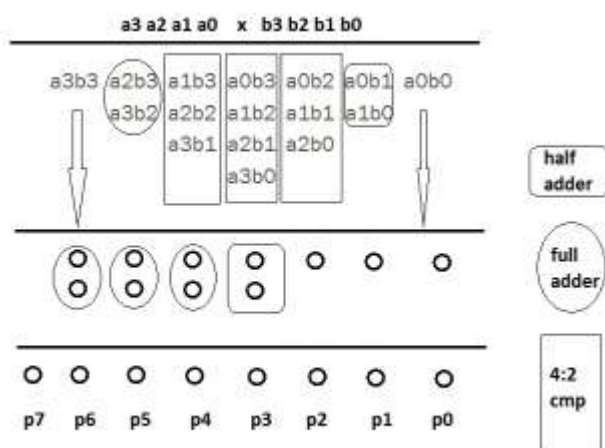 a3 a2 a1 a0 x b3 b2 b1 b0
a3b3 a2b3 a1b3 a0b3 a0b2 a0b1 a0b0
a3b2 a2b2 a1b2 a1b1 a1b0
a3b1 a2b1 a2b0
a3b0
half
adder
full
adder
4:2
cmp
p7 p6 p5 p4 p3 p2 p1 p0